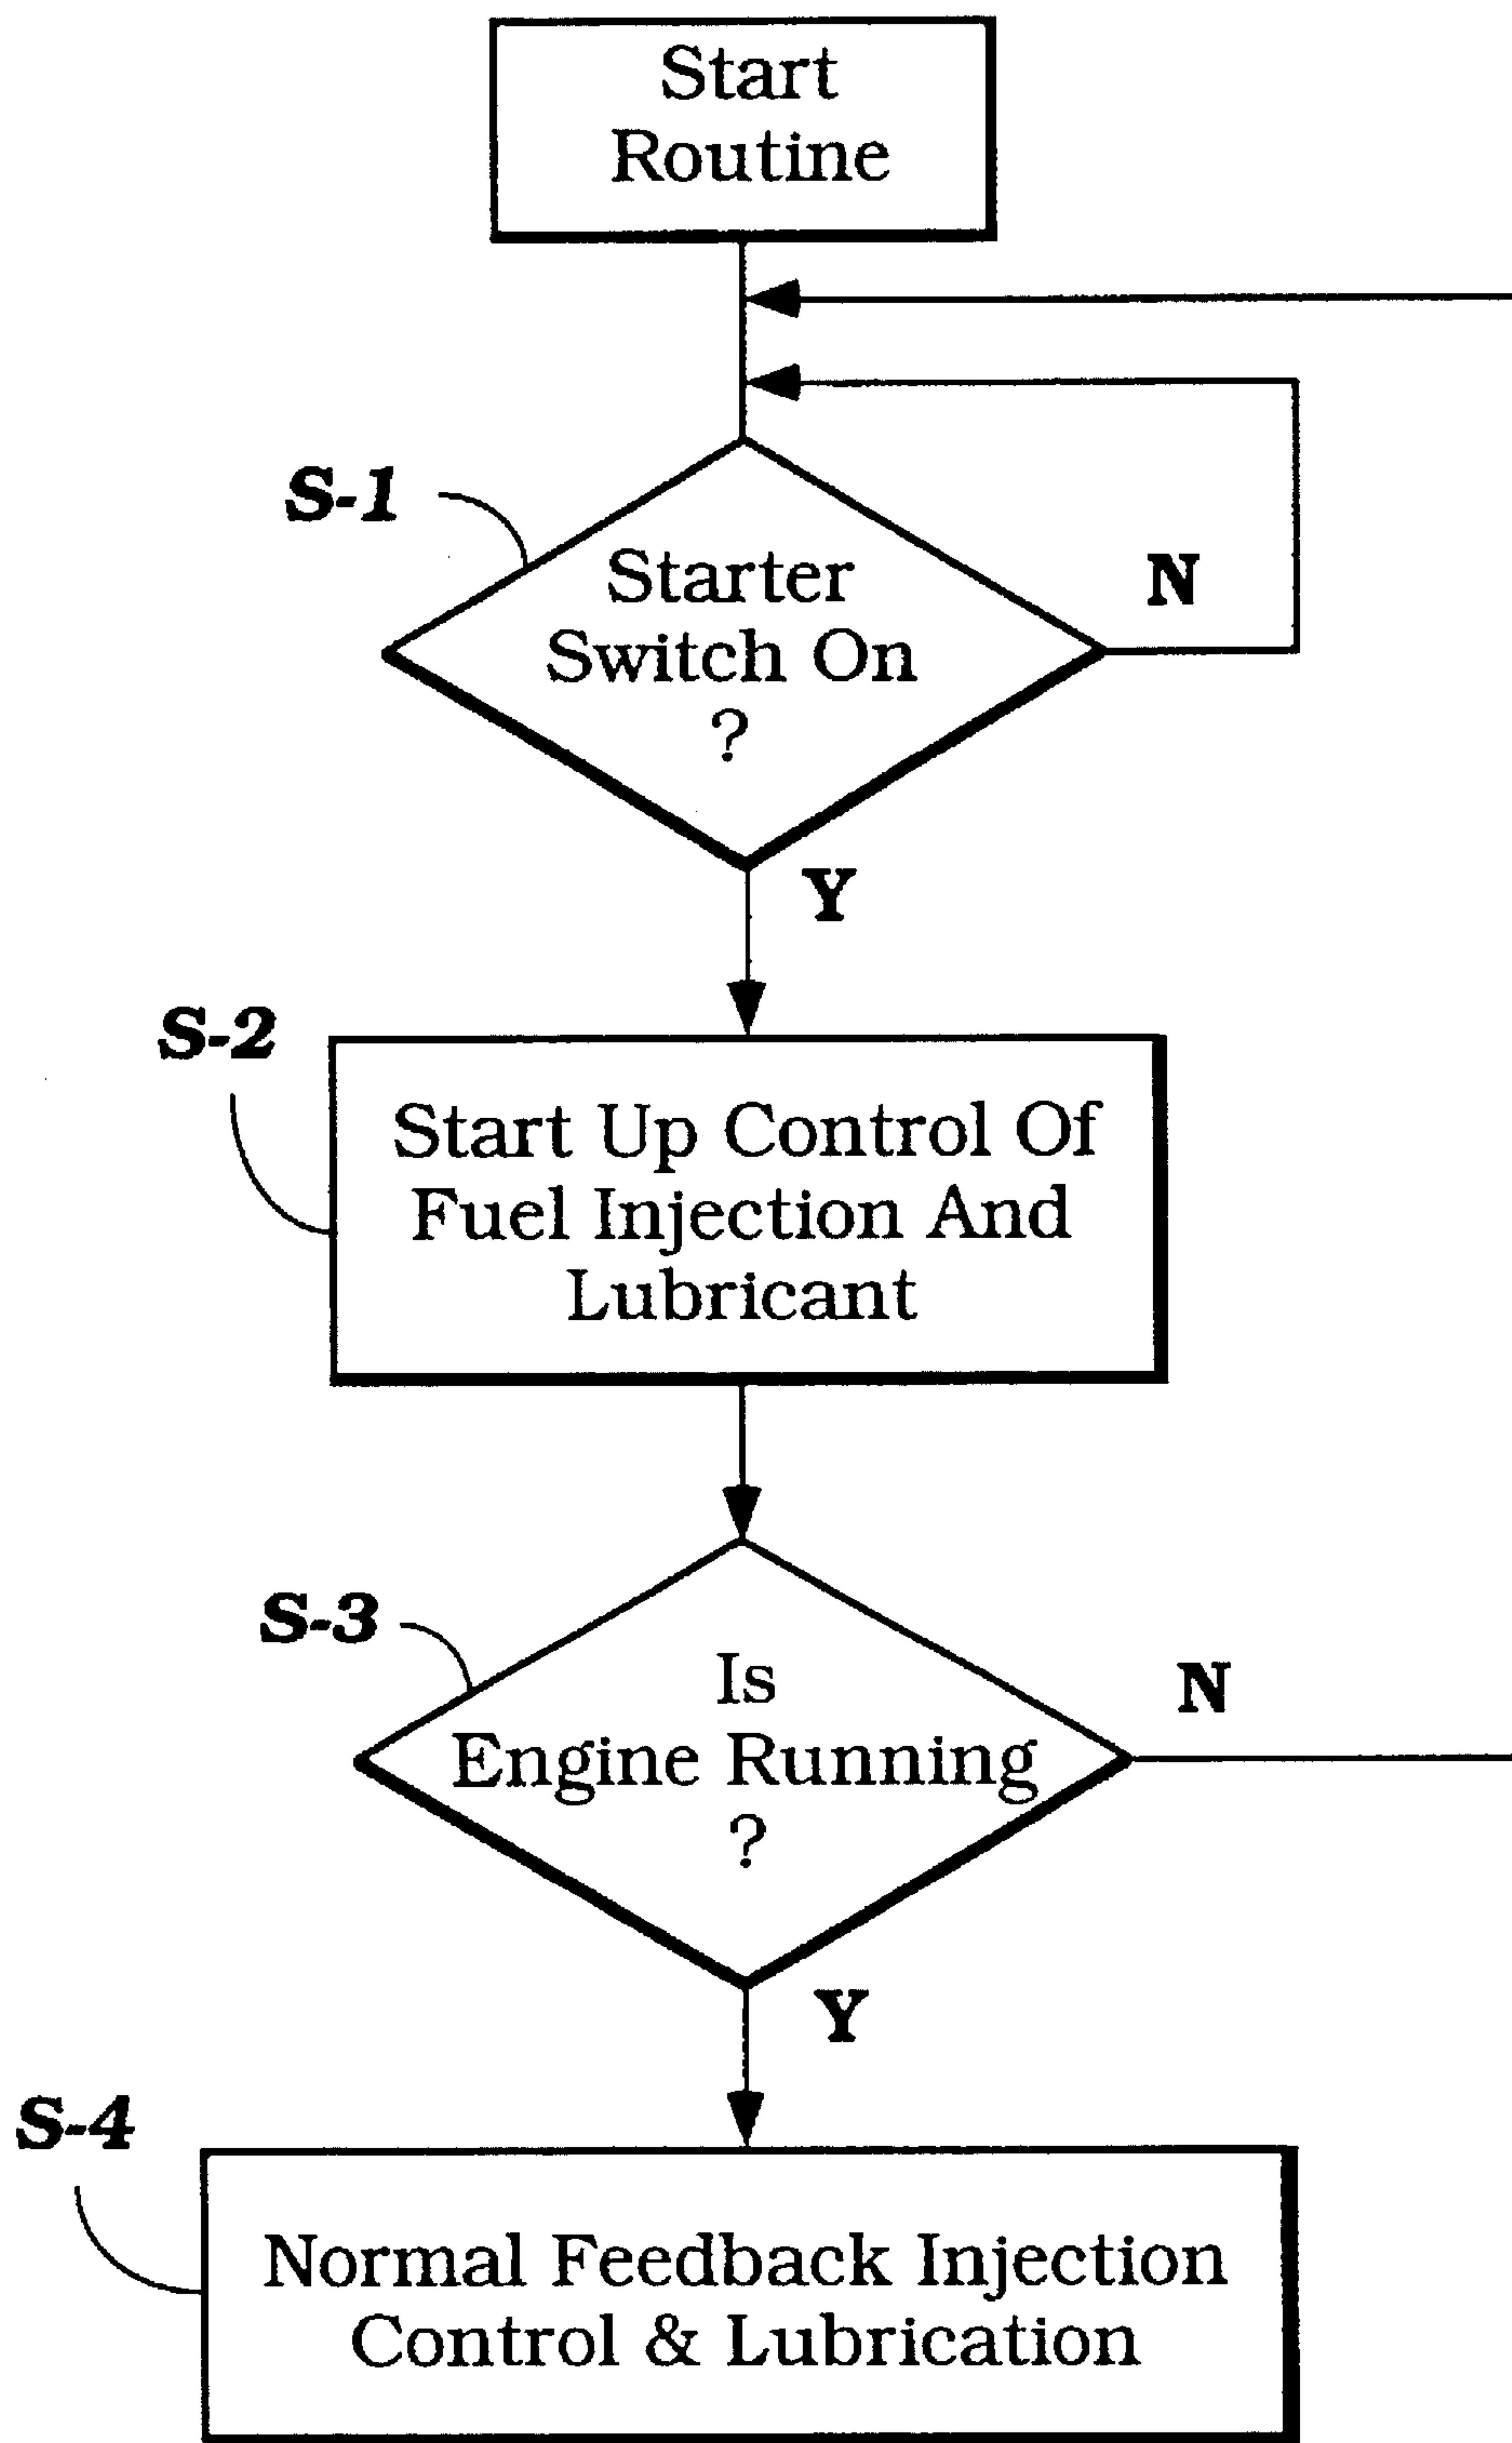 Start
Routine
S-1
Starter
Switch On
?
N
Y
S-2
Start Up Control Of
Fuel Injection And
Lubricant
S-3
Is
Engine Running
?
N
Y
S-4
Normal Feedback Injection
Control & Lubrication